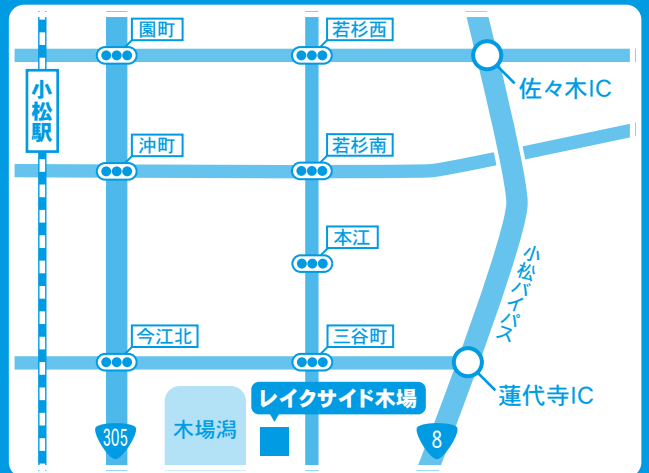 園町
若杉西
佐々木IC
小松駅
沖町
若杉南
本江
小松バイパス
今江北
三谷町
蓮代寺IC
レイクサイド木場
木場潟
305
8